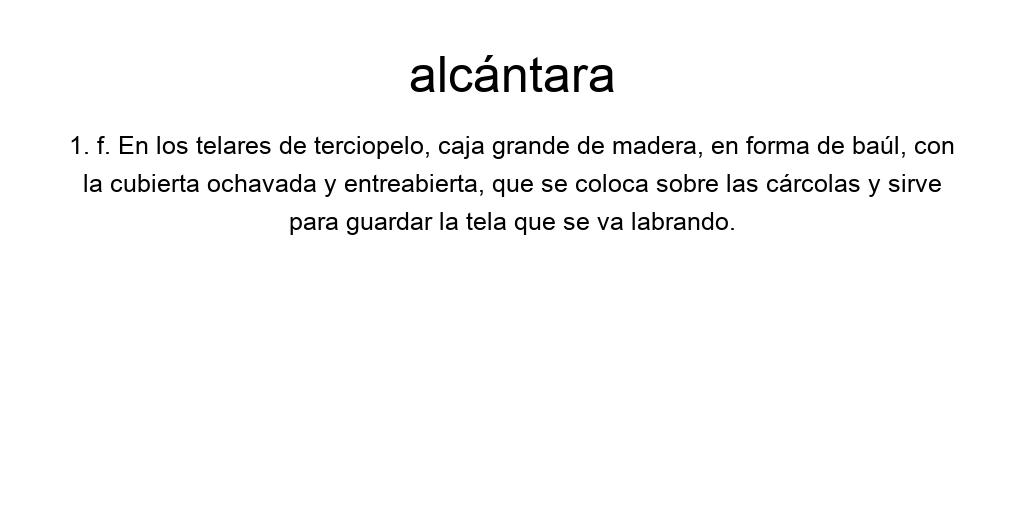 alcántara
1. f. En los telares de terciopelo, caja grande de madera, en forma de baúl, con
la cubierta ochavada y entreabierta, que se coloca sobre las cárcolas y sirve
para guardar la tela que se va labrando.